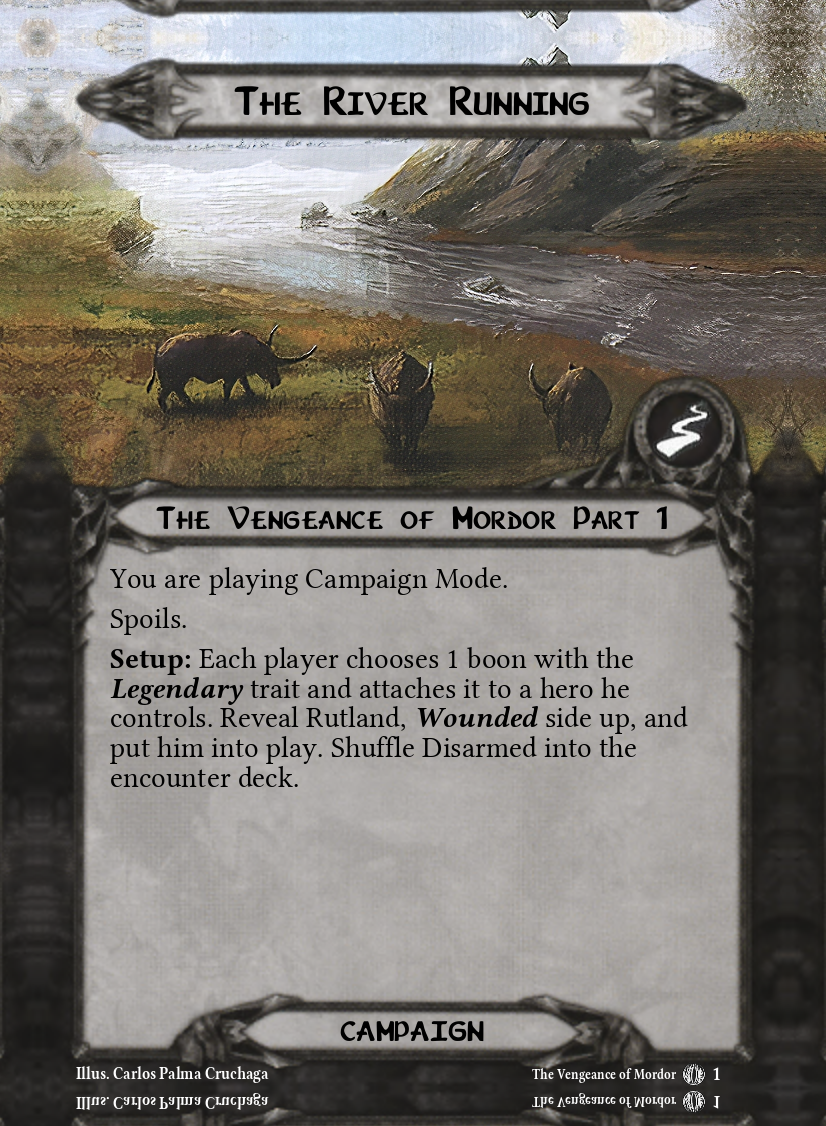 The River Running
The Vengeance of Mordor Part 1
You are playing Campaign Mode.
Spoils.
Setup: Each player chooses 1 boon with the
Legendary trait and attaches it to a hero he
controls. Reveal Rutland, Wounded side up, and
put him into play. Shuffle Disarmed into the
encounter deck.
CAMPAIGN
Illus. Carlos Palma Cruchaga
The Vengeance of Mordor 1
Illus. Carlos Palma Cruchaga
The Vengeance of Mordor 1